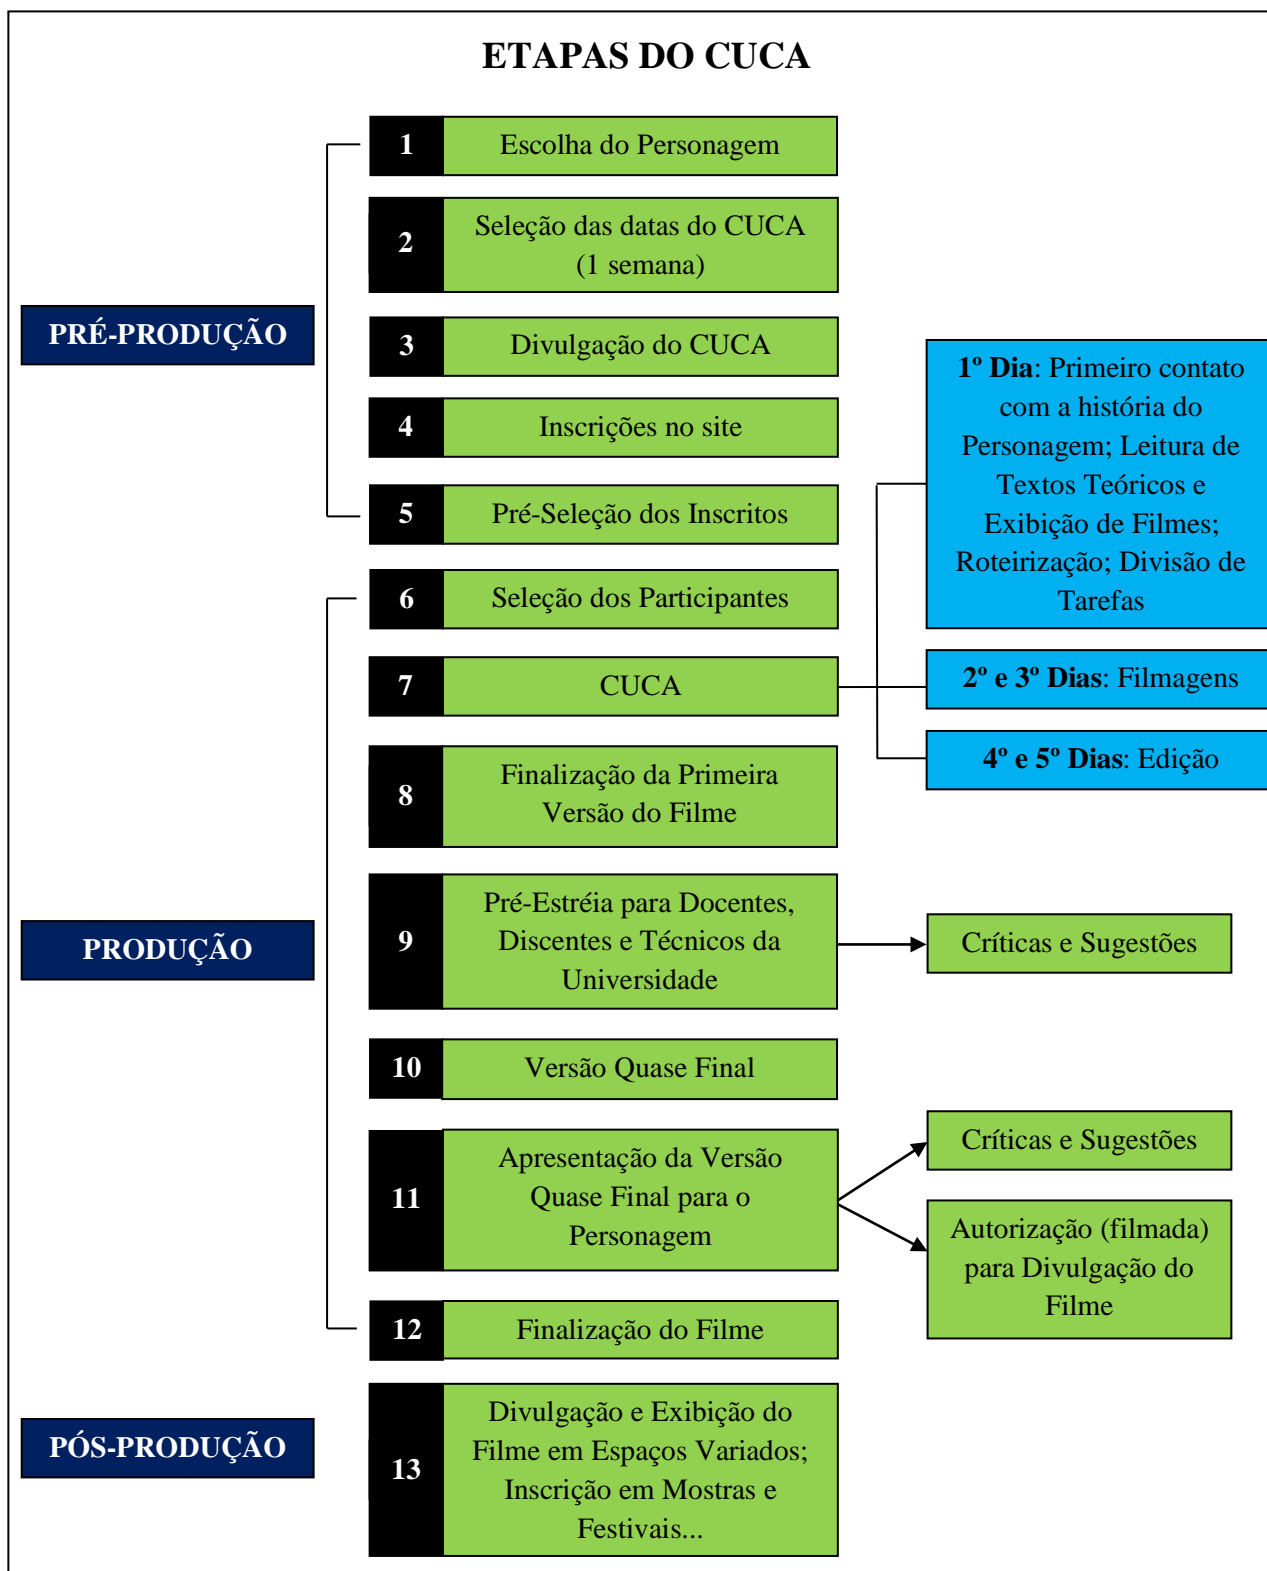 ETAPAS DO CUCA
PRÉ-PRODUÇÃO
1
Escolha do Personagem
2
Seleção das datas do CUCA
(1 semana)
3
Divulgação do CUCA
4
Inscrições no site
5
Pré-Seleção dos Inscritos
PRODUÇÃO
6
Seleção dos Participantes
7
CUCA
1º Dia: Primeiro contato
com a história do
Personagem; Leitura de
Textos Teóricos e
Exibição de Filmes;
Roteirização; Divisão de
Tarefas
2º e 3º Dias: Filmagens
4º e 5º Dias: Edição
8
Finalização da Primeira
Versão do Filme
9
Pré-Estréia para Docentes,
Discentes e Técnicos da
Universidade
Críticas e Sugestões
10
Versão Quase Final
11
Apresentação da Versão
Quase Final para o
Personagem
Críticas e Sugestões
Autorização (filmada)
para Divulgação do
Filme
12
Finalização do Filme
PÓS-PRODUÇÃO
13
Divulgação e Exibição do
Filme em Espaços Variados;
Inscrição em Mostras e
Festivais...